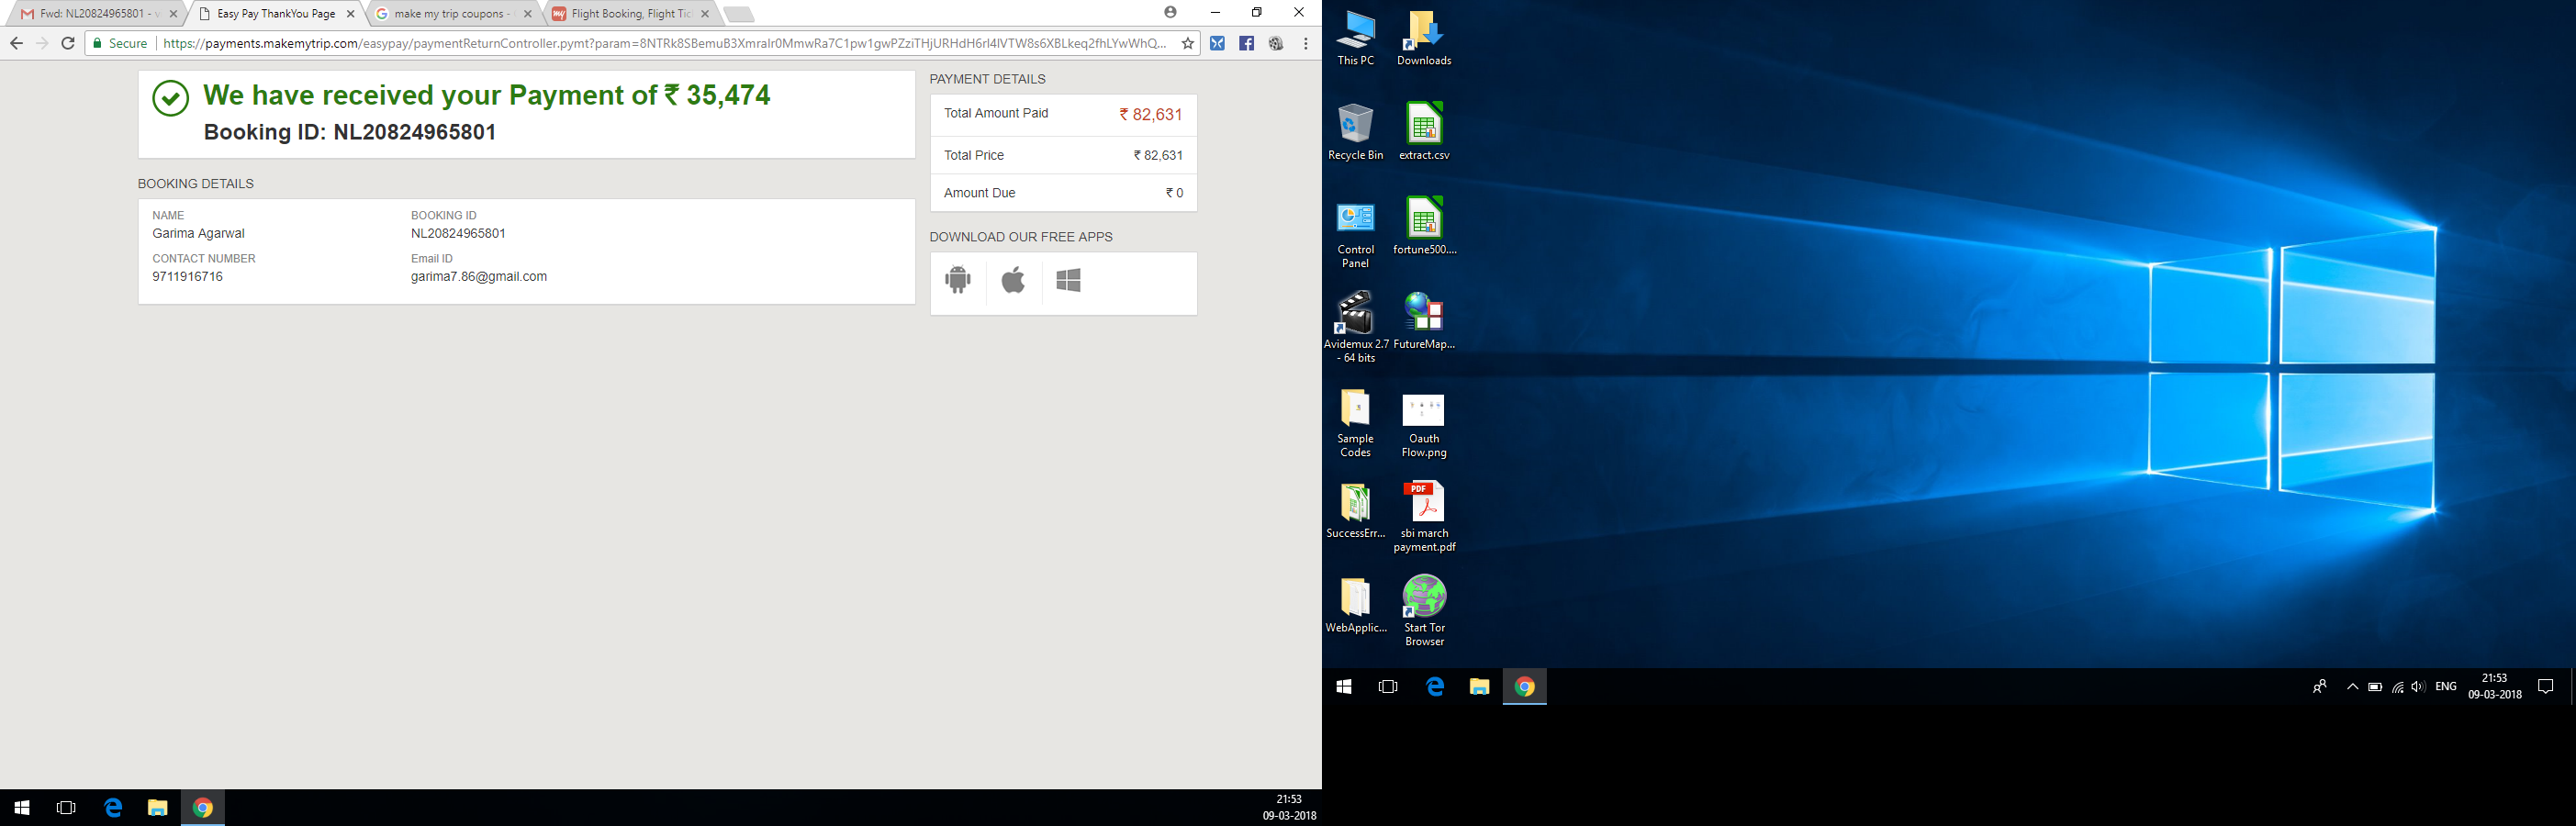 Fwd: NL20824965801 - v
Easy Pay ThankYou Page
make my trip coupons -
Flight Booking, Flight Tic
Secure
https://payments.makemytrip.com/easypay/paymentReturnController.pymt?param=
We have received your Payment of ₹ 35,474
Booking ID: NL20824965801
BOOKING DETAILS
NAME
BOOKING ID
Garima Agarwal
NL20824965801
CONTACT NUMBER
Email ID
9711916716
garima7.86@gmail.com
PAYMENT DETAILS
Total Amount Paid ₹ 82,631
Total Price ₹ 82,631
Amount Due ₹ 0
DOWNLOAD OUR FREE APPS
21:53
09-03-2018
This PC
Downloads
Recycle Bin
extract.csv
Control
Panel
fortune500....
Avidemux 2.7
- 64 bits
FutureMap...
Sample
Codes
Oauth
Flow.png
SuccessErr...
PDF
sbi march
payment.pdf
WebApplic...
Start Tor
Browser
ENG
21:53
09-03-2018